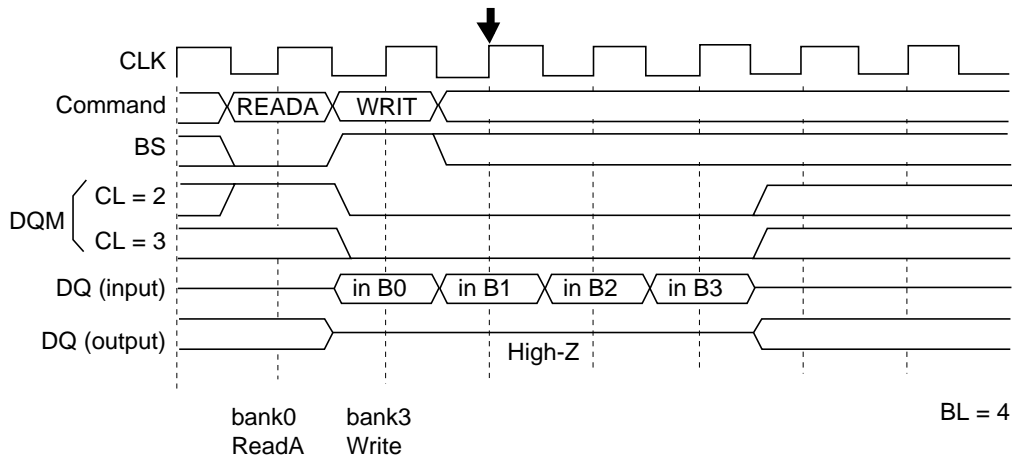 CLK
Command
READA WRIT
BS
DQM
CL = 2
CL = 3
DQ (input)
in B0 in B1 in B2 in B3
DQ (output)
High-Z
bank0 bank3
ReadA Write
BL = 4